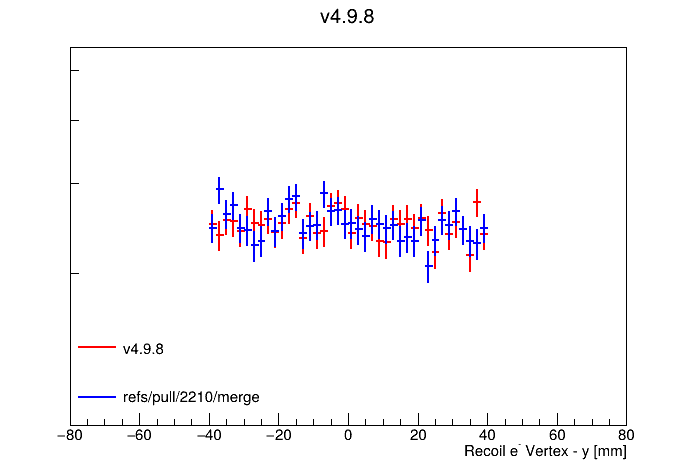 v4.9.8
v4.9.8
refs/pull/2210/merge
−80 −60 −40 −20 0 20 40 60 80
Recoil e⁻ Vertex - y [mm]